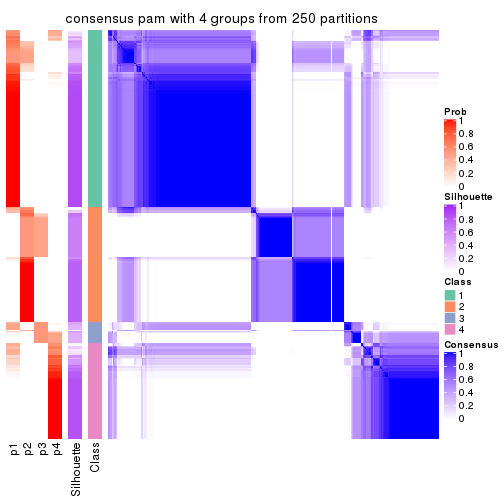 consensus pam with 4 groups from 250 partitions
Prob
1
0.8
0.6
0.4
0.2
0
Silhouette
1
0.8
0.6
0.4
0.2
0
Class
1
2
3
4
Consensus
1
0.8
0.6
0.4
0.2
0
p1
p2
p3
p4
Silhouette
Class